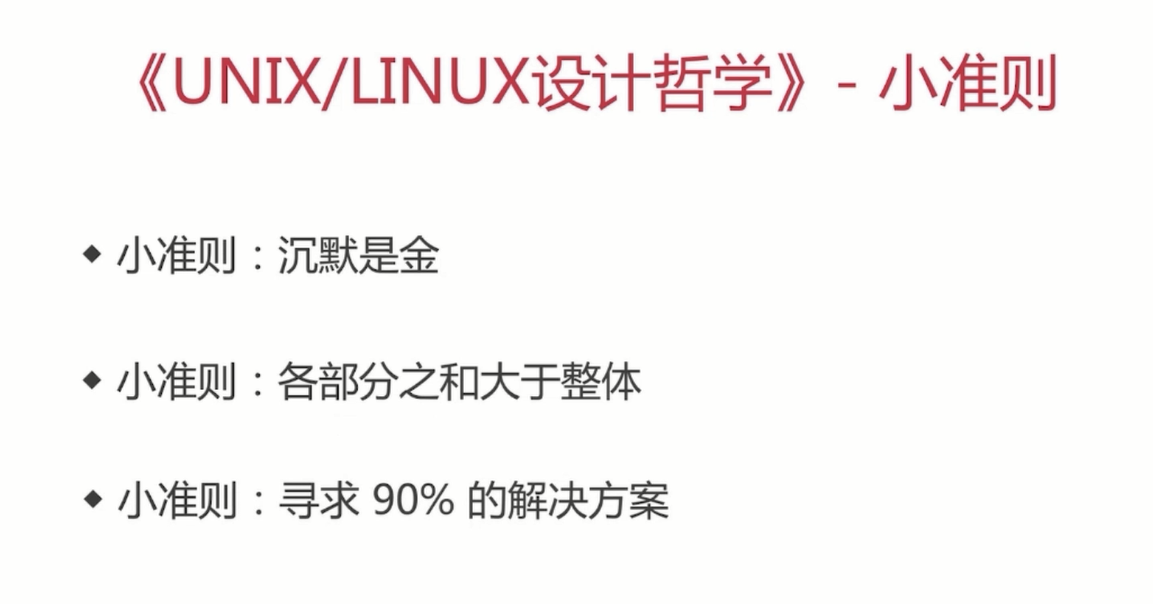 《UNIX/LINUX设计哲学》- 小准则
◆ 小准则：沉默是金
◆ 小准则：各部分之和大于整体
◆ 小准则：寻求 90% 的解决方案